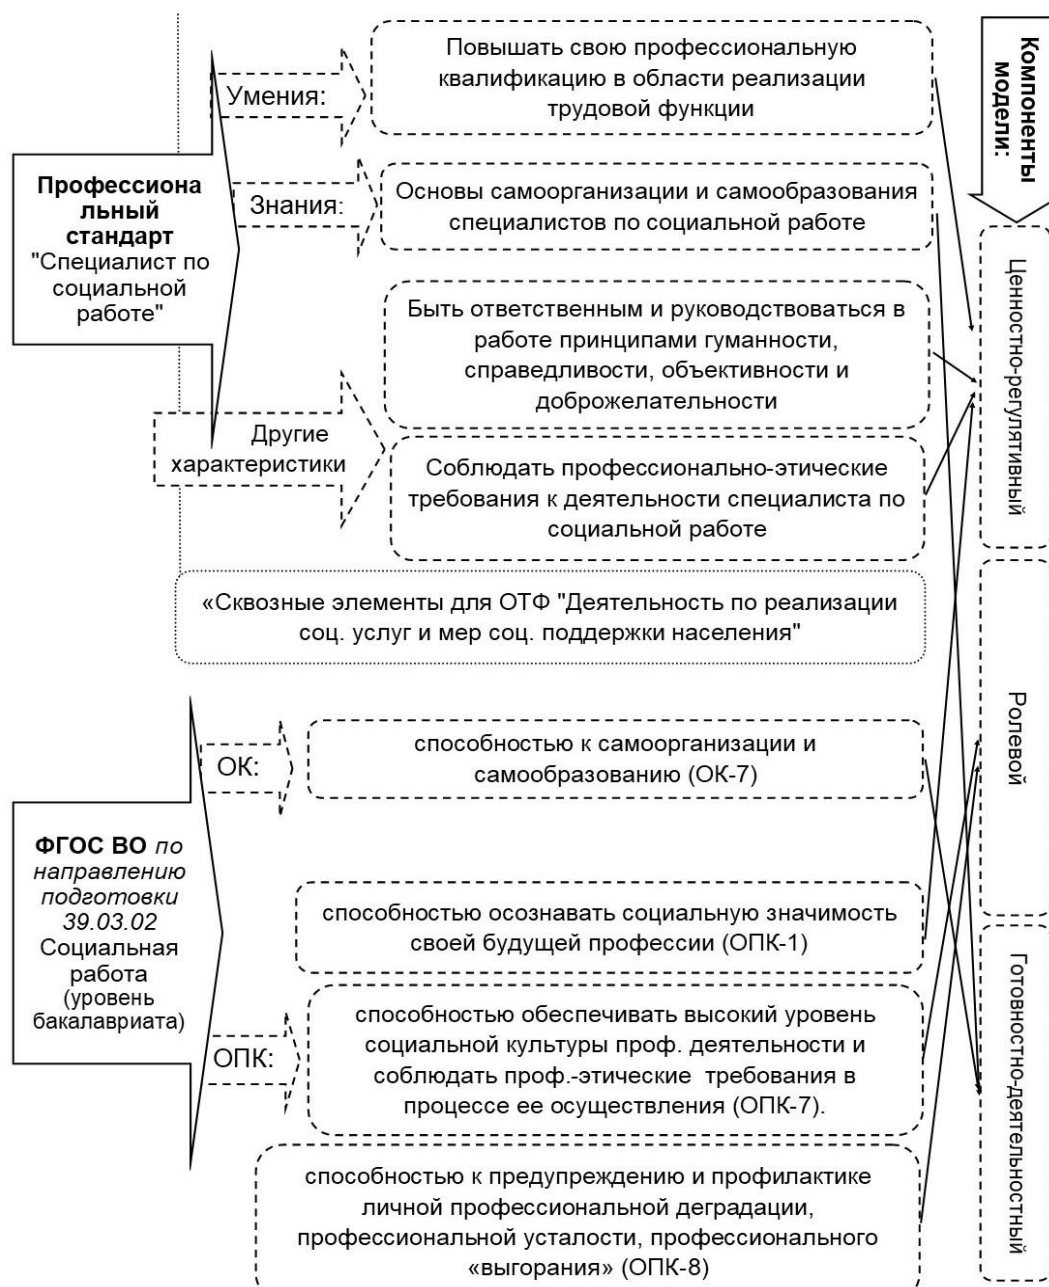 Умения:
Повышать свою профессиональную
квалификацию в области реализации
трудовой функции
Компоненты
модели:
Профессиона
льный
стандарт
"Специалист по
социальной
работе"
Знания:
Основы самоорганизации и самообразования
специалистов по социальной работе
Быть ответственным и руководствоваться в
работе принципами гуманности,
справедливости, объективности и
доброжелательности
Другие
характеристики
Соблюдать профессионально-этические
требования к деятельности специалиста по
социальной работе
Ценностно-регулятивный
«Сквозные элементы для ОТФ "Деятельность по реализации
соц. услуг и мер соц. поддержки населения"
Ролевой
ОК:
способностью к самоорганизации и
самообразованию (ОК-7)
ФГОС ВО по
направлению
подготовки
39.03.02
Социальная
работа
(уровень
бакалавриата)
способностью осознавать социальную значимость
своей будущей профессии (ОПК-1)
ОПК:
способностью обеспечивать высокий уровень
социальной культуры проф. деятельности и
соблюдать проф.-этические требования в
процессе ее осуществления (ОПК-7).
способностью к предупреждению и профилактике
личной профессиональной деградации,
профессиональной усталости, профессионального
«выгорания» (ОПК-8)
Готовностно-деятельностный